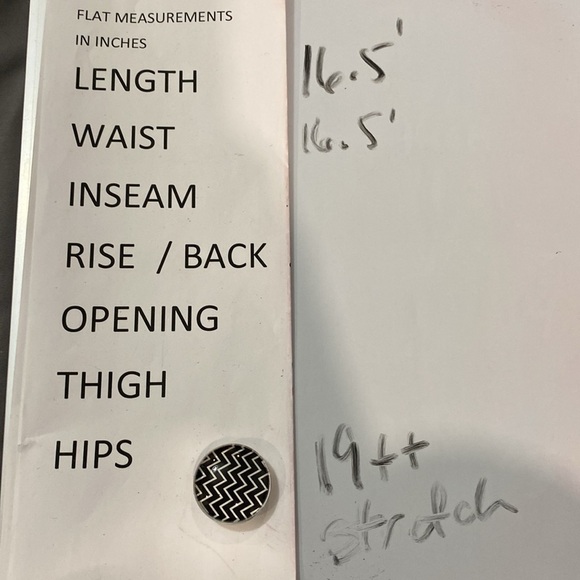 FLAT MEASUREMENTS
IN INCHES
LENGTH 16.5'
WAIST 16.5'
INSEAM
RISE / BACK
OPENING
THIGH
HIPS 19++
stretch